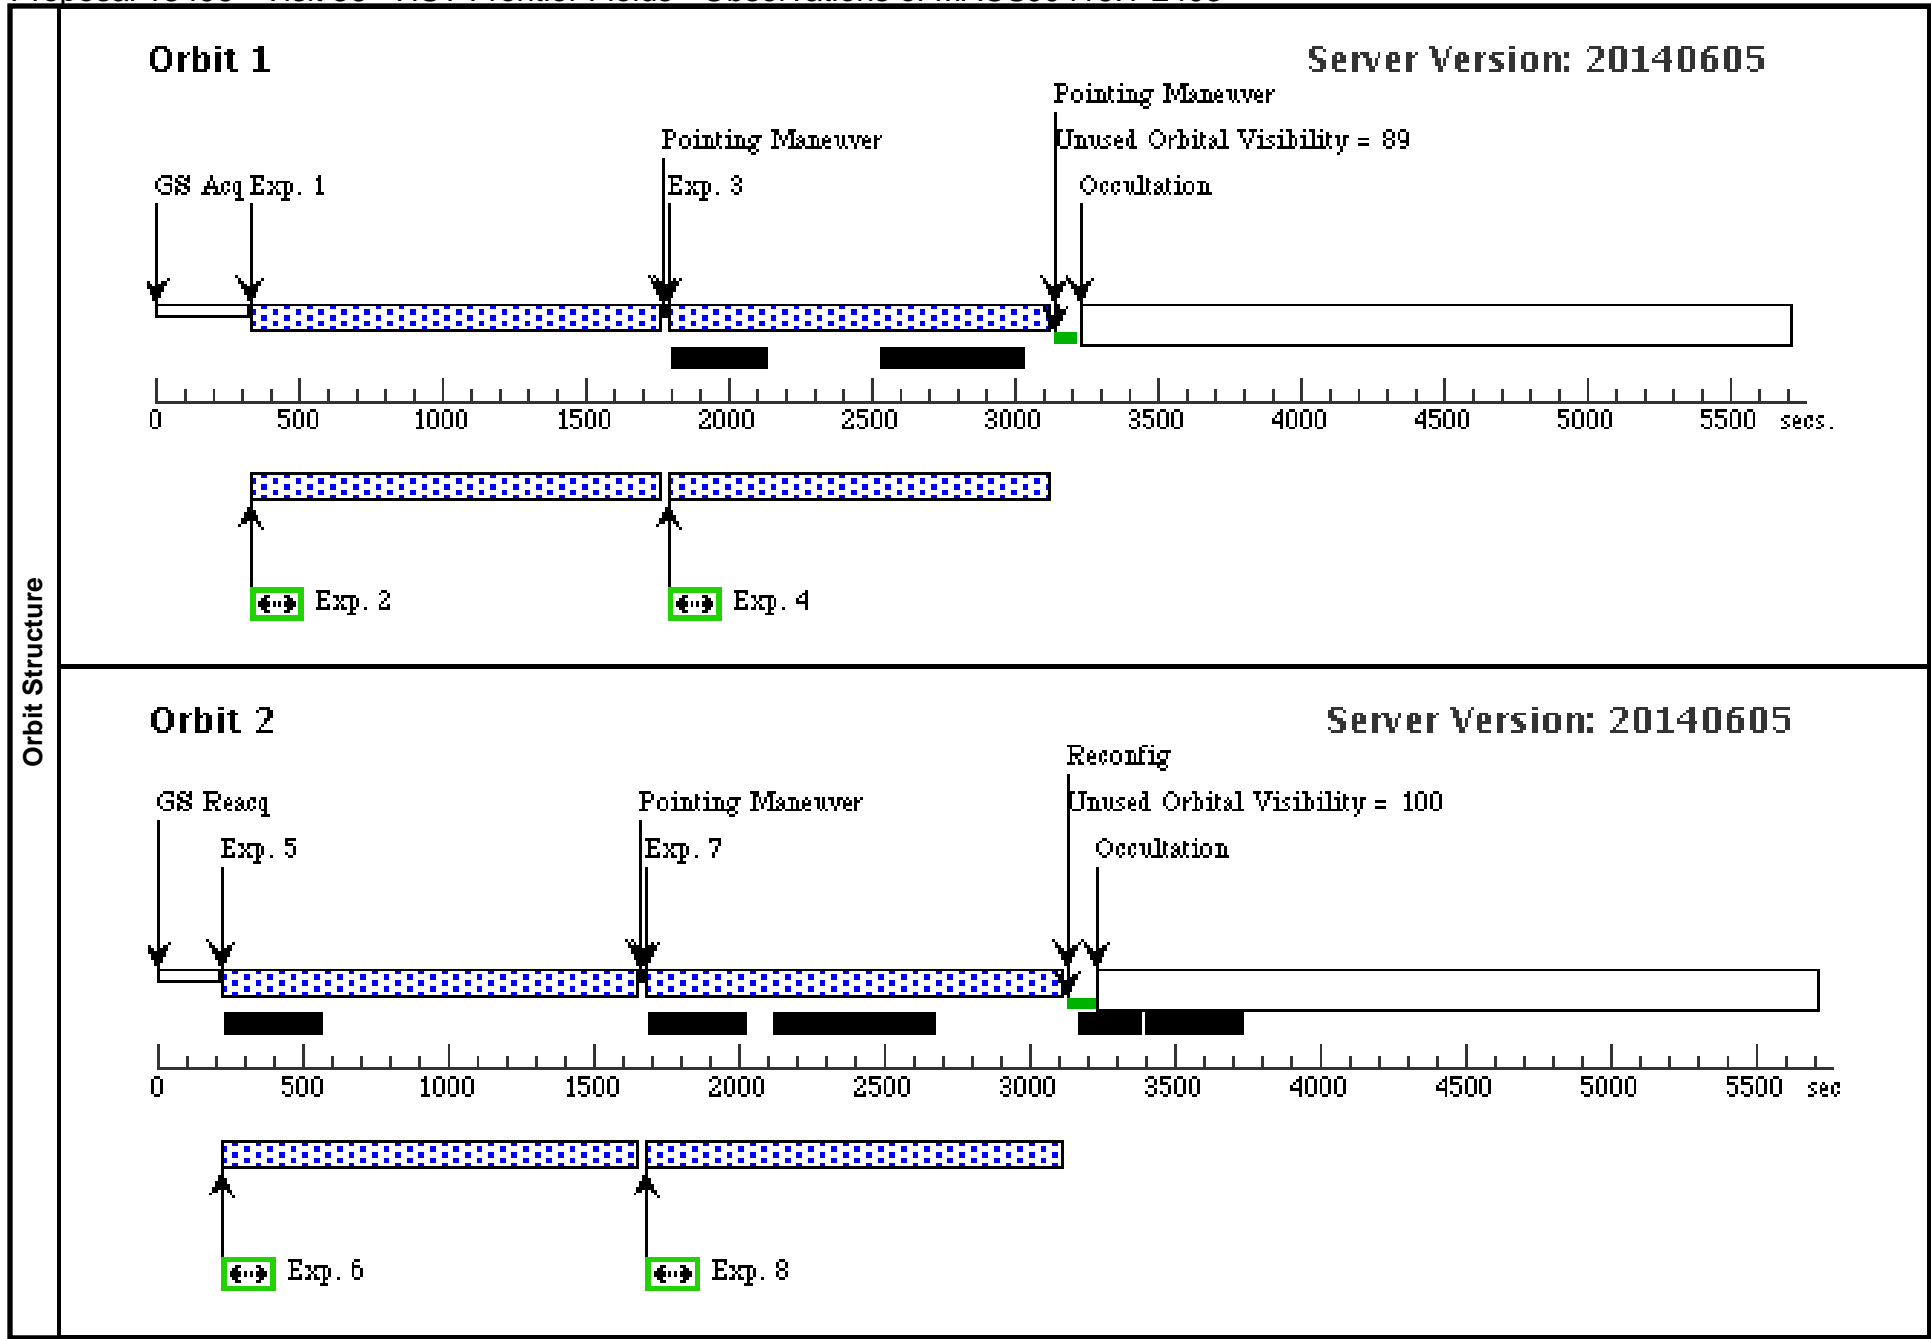 Orbit Structure
Orbit 1
Server Version: 20140605
Pointing Maneuver
Pointing Maneuver
Unused Orbital Visibility = 89
GS Acq
Exp. 1
Exp. 3
Occultation
0 500 1000 1500 2000 2500 3000 3500 4000 4500 5000 5500 secs.
Exp. 2
Exp. 4
Orbit 2
Server Version: 20140605
Reconfig
GS Reacq
Pointing Maneuver
Unused Orbital Visibility = 100
Exp. 5
Exp. 7
Occultation
0 500 1000 1500 2000 2500 3000 3500 4000 4500 5000 5500 sec
Exp. 6
Exp. 8